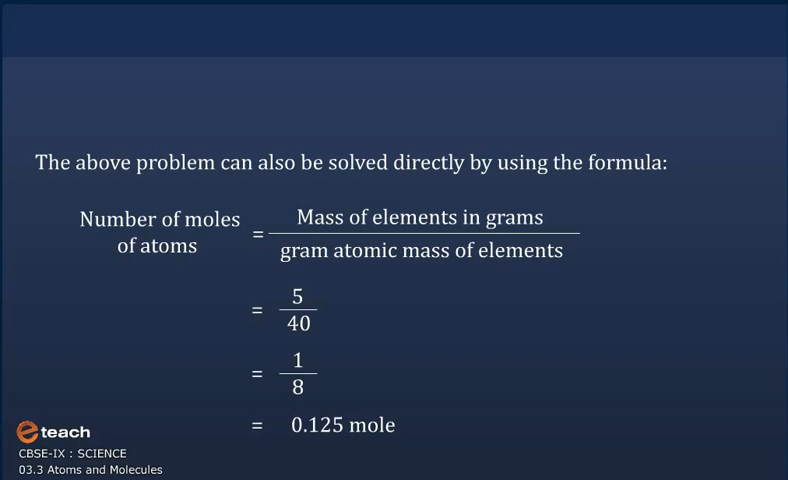 The above problem can also be solved directly by using the formula:
Number of moles
of atoms
=
Mass of elements in grams
gram atomic mass of elements
=
5
40
=
1
8
= 0.125 mole
e teach
CBSE-IX : SCIENCE
03.3 Atoms and Molecules